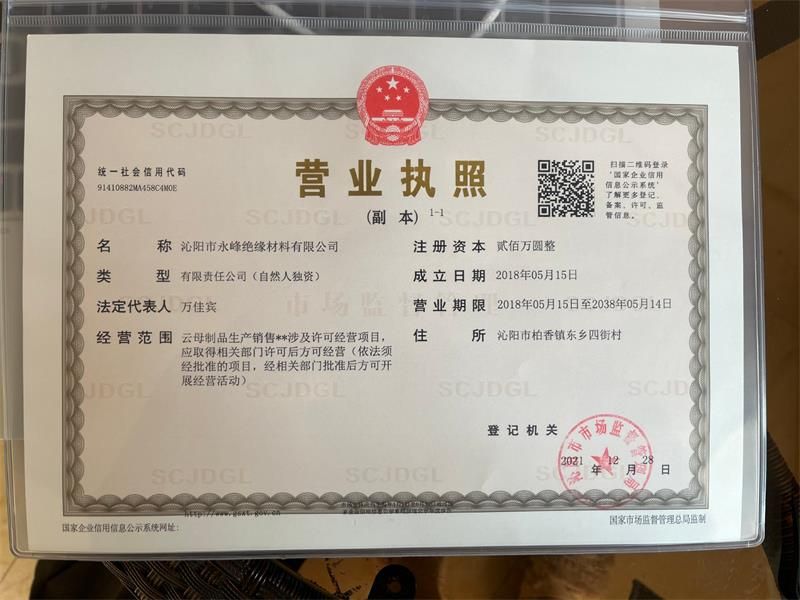 统一社会信用代码
91410882MA458C4M0E
营业执照
(副 本) 1-1
扫描二维码登录
'国家企业信用
信息公示系统'
了解更多登记、
备案、许可、监
管信息。
名 称 沁阳市永峰绝缘材料有限公司
类 型 有限责任公司（自然人独资）
法定代表人 万佳宾
经营范围 云母制品生产销售**涉及许可经营项目，
应取得相关部门许可后方可经营（依法须
经批准的项目，经相关部门批准后方可开
展经营活动）
注册资本 贰佰万圆整
成立日期 2018年05月15日
营业期限 2018年05月15日至2038年05月14日
住 所 沁阳市柏香镇东乡四街村
登记机关
2021 年 12 月 28 日
http://www.gsxt.gov.cn
国家企业信用信息公示系统网址:
国家市场监督管理总局监制